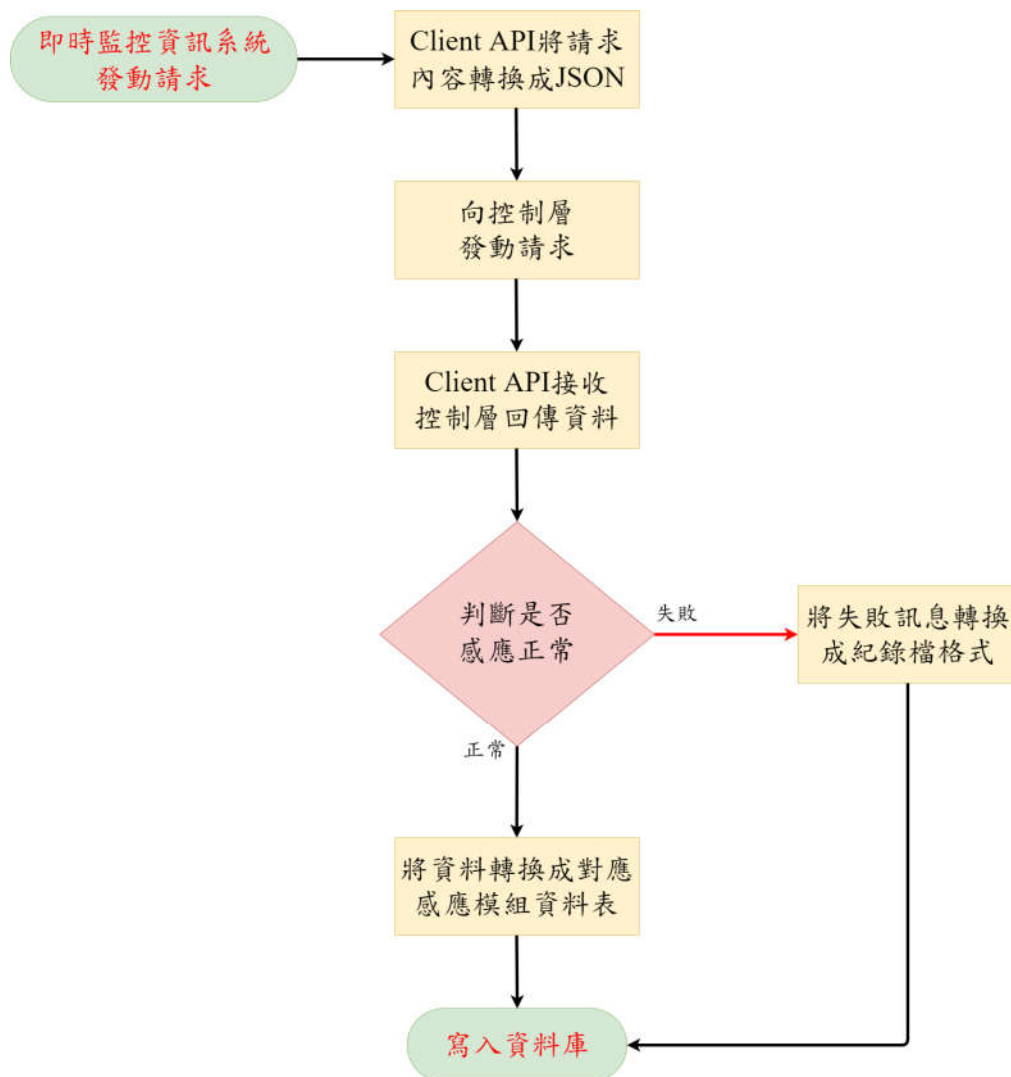 即時監控資訊系統
發動請求
Client API將請求
內容轉換成JSON
向控制層
發動請求
Client API接收
控制層回傳資料
判斷是否
感應正常
失敗
將失敗訊息轉換
成紀錄檔格式
正常
將資料轉換成對應
感應模組資料表
寫入資料庫